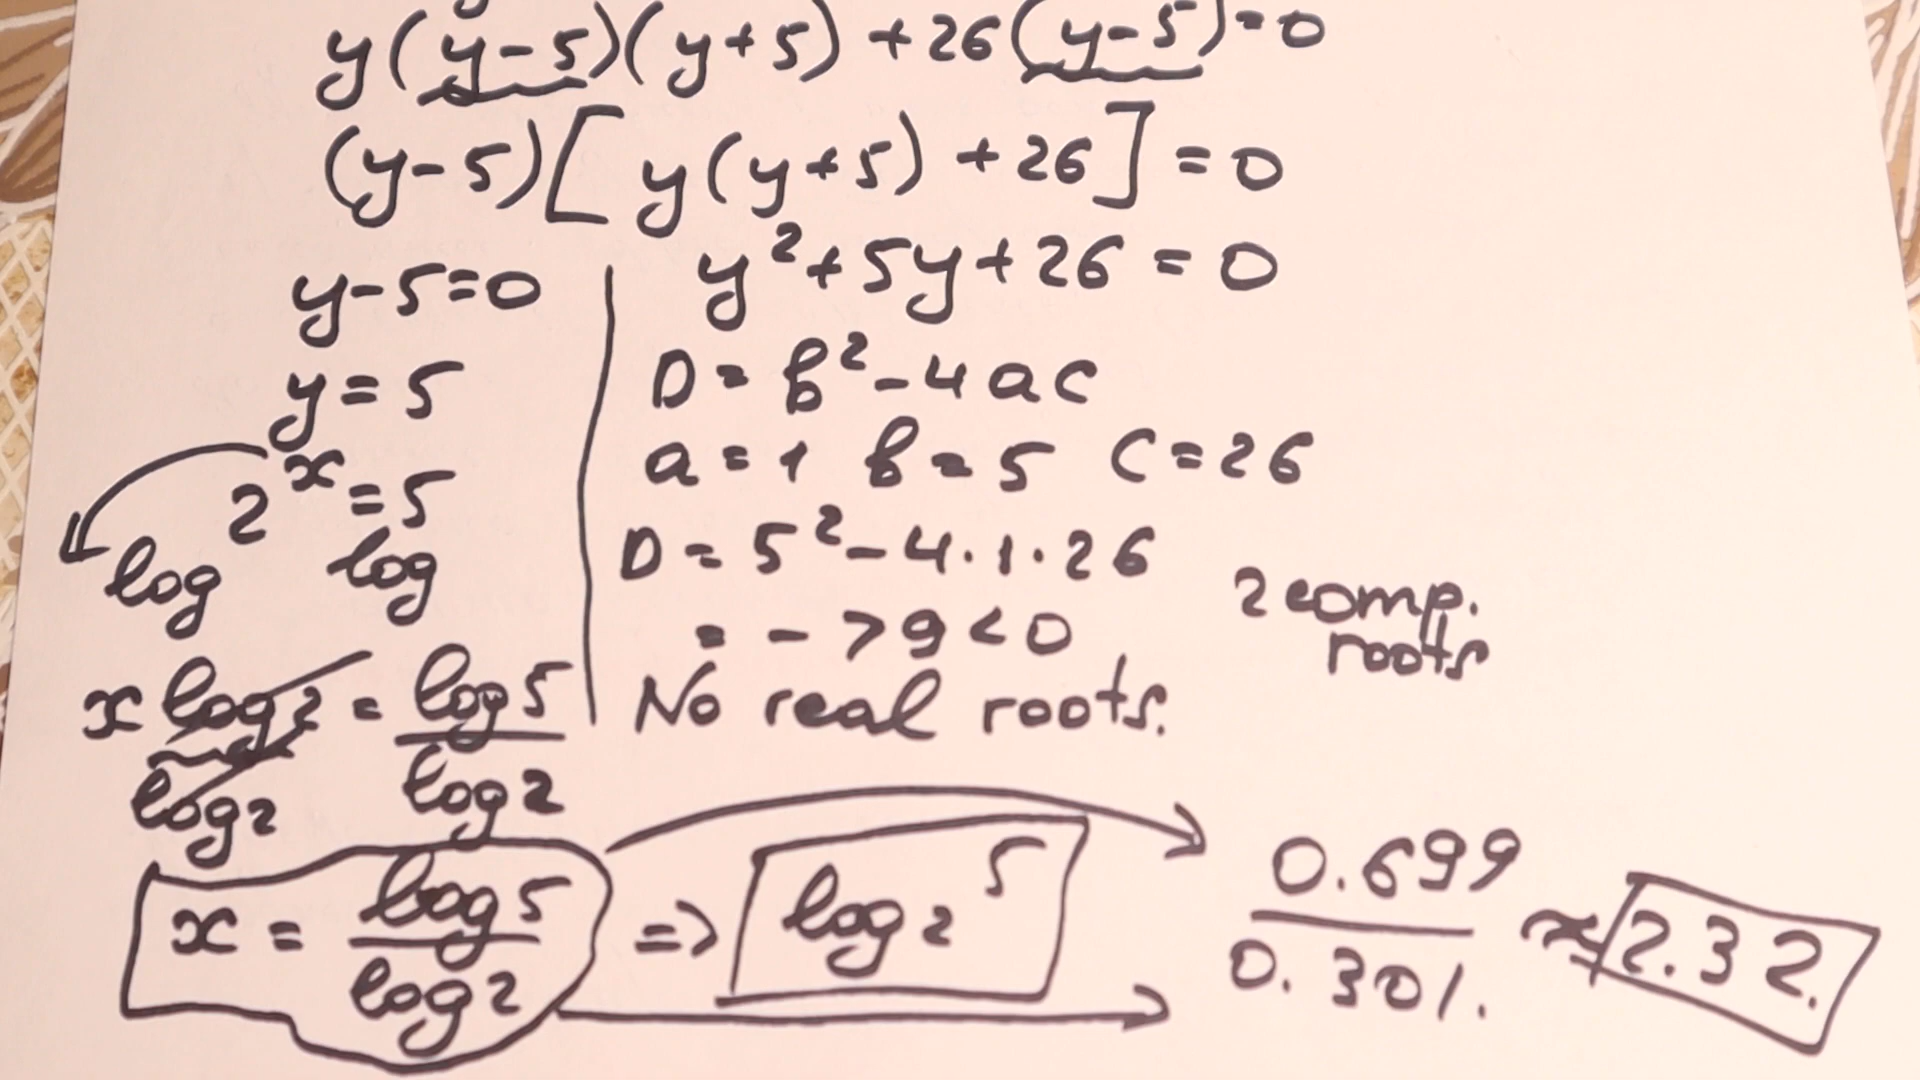 y(y-5)(y+5)+26(y-5)=0
(y-5)[y(y+5)+26]=0
y-5=0
y=5
2^x=5
log log
x log2 = log5
log2 log2
x = log5/log2
y²+5y+26=0
D=b²-4ac
a=1 b=5 c=26
D=5²-4·1·26
= -79<0
No real roots.
2 comp.
roots
=> log₂5
0.699/0.301. ≈ 2.32.